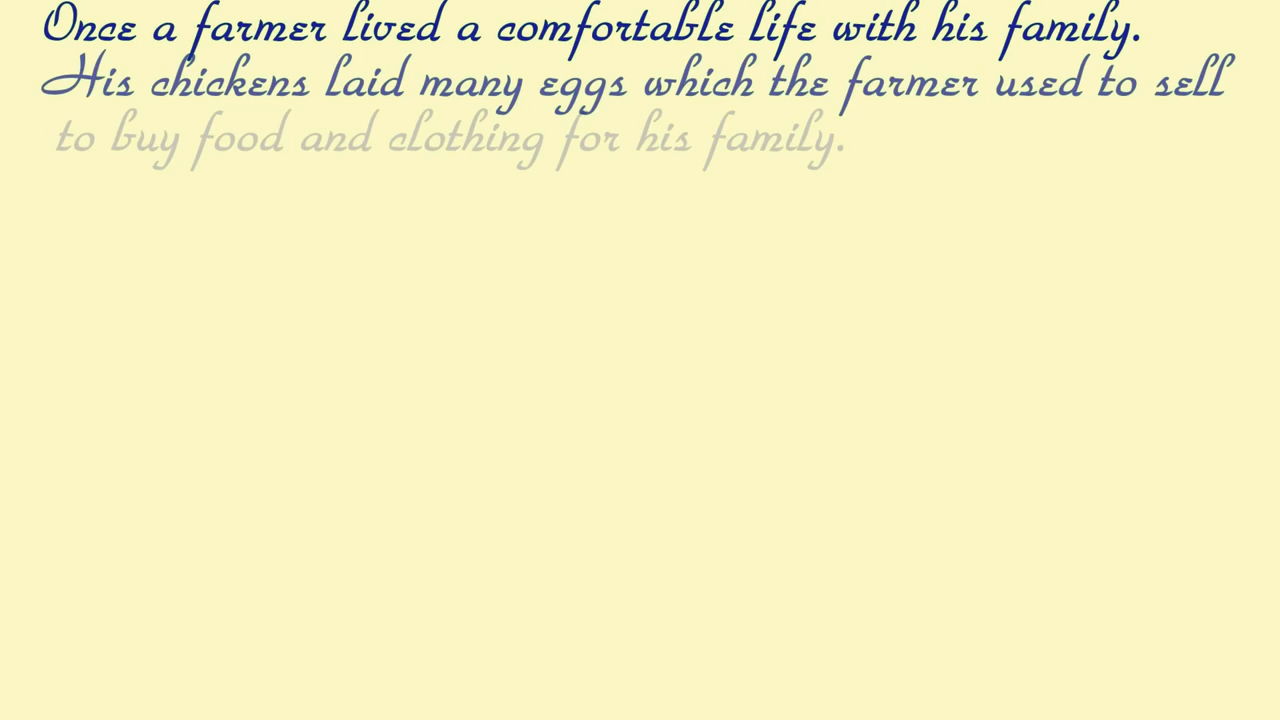 Once a farmer lived a comfortable life with his family.
His chickens laid many eggs which the farmer used to sell
to buy food and clothing for his family.